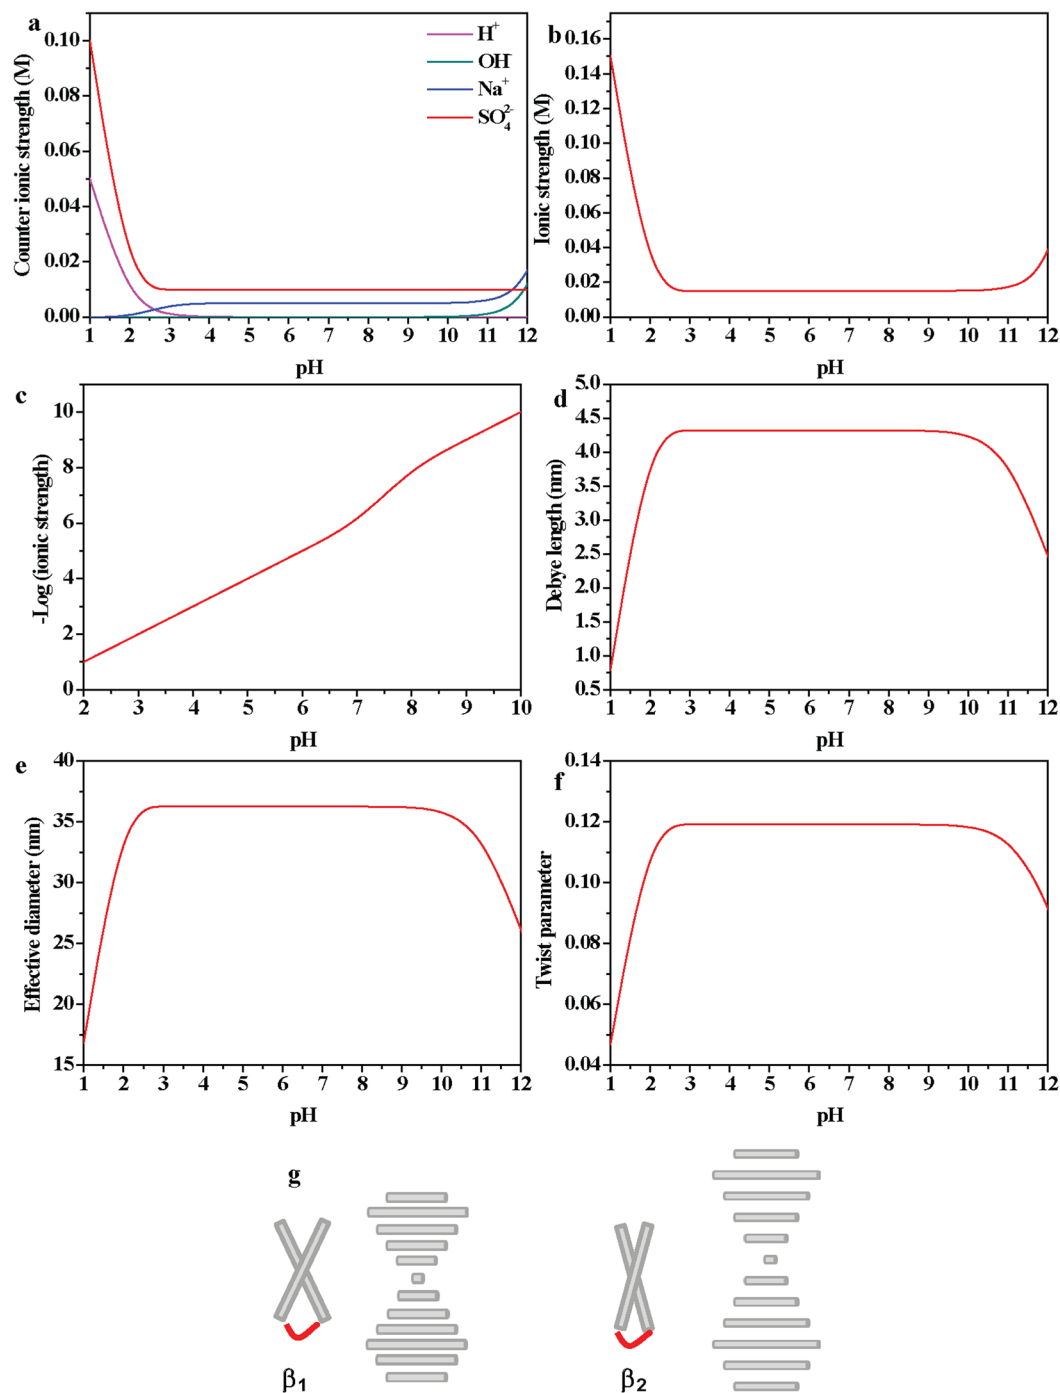 a
H⁺
OH⁻
Na⁺
SO₄²⁻
Counter ionic strength (M)
0.10
0.08
0.06
0.04
0.02
0.00
1 2 3 4 5 6 7 8 9 10 11 12
pH
b
Ionic strength (M)
0.16
0.14
0.12
0.10
0.08
0.06
0.04
0.02
0.00
1 2 3 4 5 6 7 8 9 10 11 12
pH
c
-Log (ionic strength)
10
8
6
4
2
0
2 3 4 5 6 7 8 9 10
pH
d
Debye length (nm)
5.0
4.5
4.0
3.5
3.0
2.5
2.0
1.5
1.0
0.5
1 2 3 4 5 6 7 8 9 10 11 12
pH
e
Effective diameter (nm)
40
35
30
25
20
15
1 2 3 4 5 6 7 8 9 10 11 12
pH
f
Twist parameter
0.14
0.12
0.10
0.08
0.06
0.04
1 2 3 4 5 6 7 8 9 10 11 12
pH
g
β₁
β₂